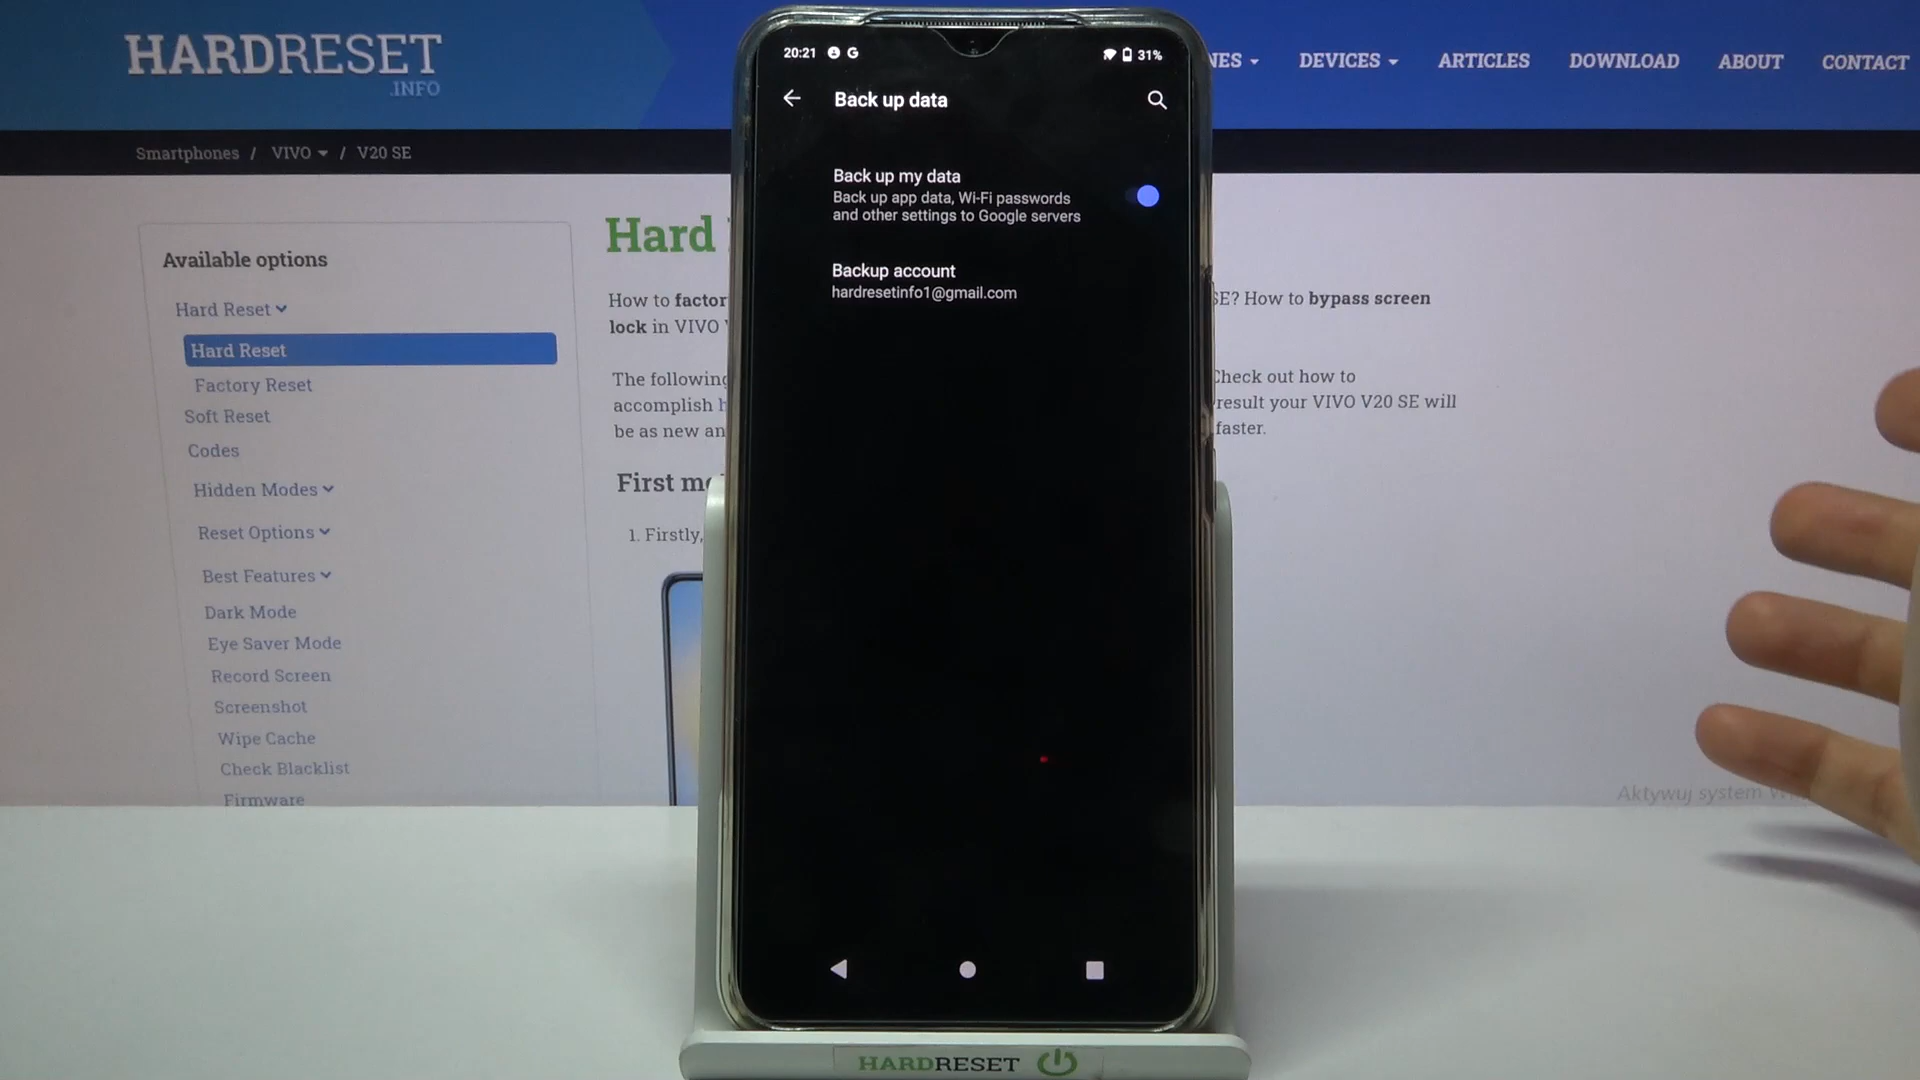 HARDRESET
.INFO
DEVICES
ARTICLES
DOWNLOAD
ABOUT
CONTACT
Smartphones / VIVO / V20 SE
20:21
G
31%
Back up data
Back up my data
Back up app data, Wi-Fi passwords
and other settings to Google servers
Backup account
hardresetinfo1@gmail.com
Available options
Hard Reset
Hard Reset
Factory Reset
Soft Reset
Codes
Hidden Modes
Reset Options
Best Features
Dark Mode
Eye Saver Mode
Record Screen
Screenshot
Wipe Cache
Check Blacklist
Firmware
Hard
How to factor
SE? How to bypass screen
lock in VIVO
The following
Check out how to
accomplish
result your VIVO V20 SE will
be as new an
faster.
First
1. Firstly,
Aktywuj system
HARDRESET